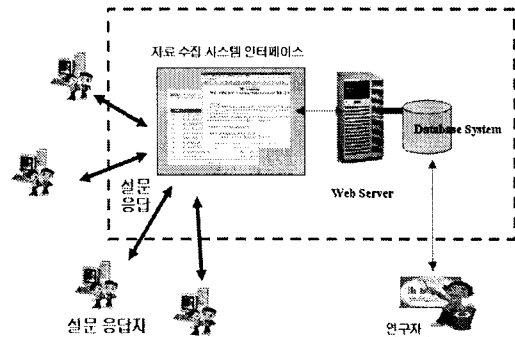 자료 수집 시스템 인터페이스
Database System
Web Server
설문
응답
설문 응답자
연구자